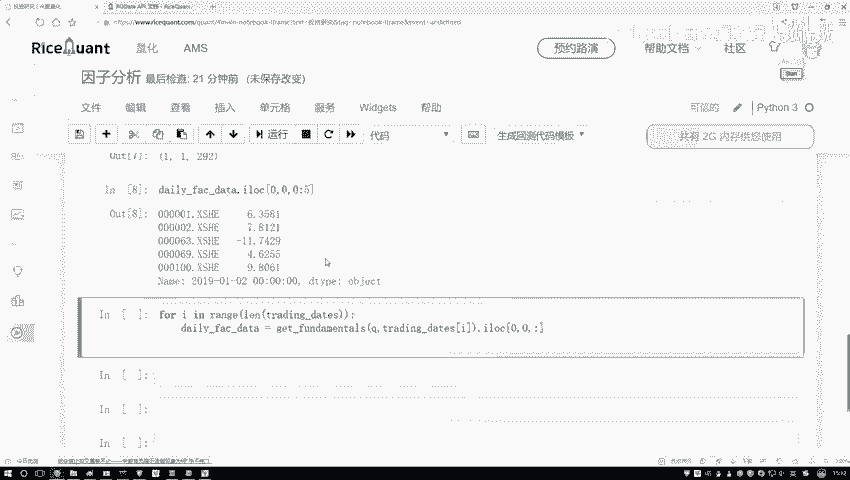 https://www.ricequant.com/
RiceQuant
量化
AMS
预约路演
帮助文档
社区
因子分析 最后检查: 21 分钟前 (未保存改变)
文件 编辑 查看 插入 单元格 服务 Widgets 帮助
可信的
Python 3
运行
代码
生成回测代码模板
共有 2G 内存供您使用
Out[7]: (1, 1, 292)
In [8]: daily_fac_data.iloc[0,0,0:5]
Out[8]: 000001.XSHE 6.3581
000002.XSHE 7.8121
000063.XSHE -11.7429
000069.XSHE 4.6255
000100.XSHE 9.8061
Name: 2019-01-02 00:00:00, dtype: object
In [ ]: for i in range(len(trading_dates)):
daily_fac_data = get_fundamentals(q,trading_dates[i]).iloc[0,0,:]
In [ ]:
In [ ]:
In [ ]: